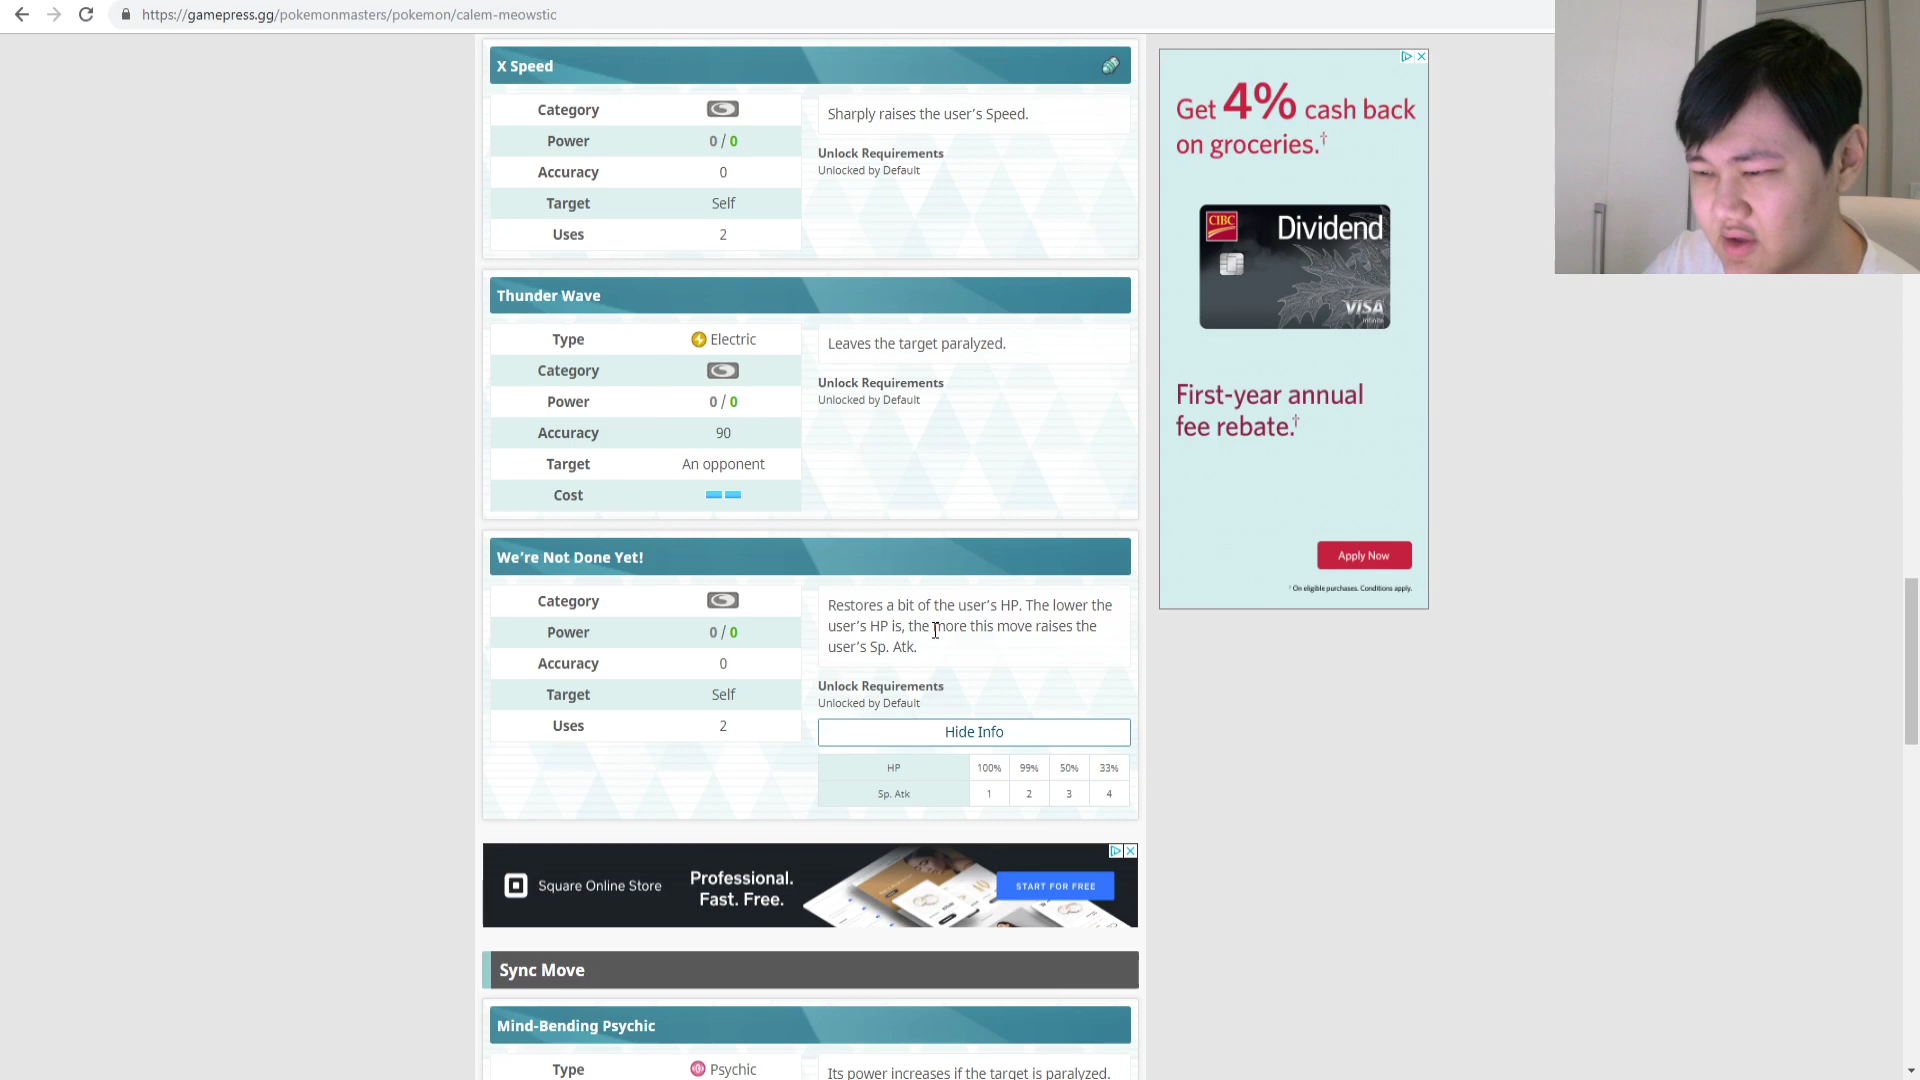 https://gamepress.gg/pokemonmasters/pokemon/calem-meowstic
X Speed
Category
Power 0 / 0
Accuracy 0
Target Self
Uses 2
Sharply raises the user's Speed.
Unlock Requirements
Unlocked by Default
Thunder Wave
Type Electric
Category
Power 0 / 0
Accuracy 90
Target An opponent
Cost
Leaves the target paralyzed.
Unlock Requirements
Unlocked by Default
We're Not Done Yet!
Category
Power 0 / 0
Accuracy 0
Target Self
Uses 2
Restores a bit of the user's HP. The lower the
user's HP is, the more this move raises the
user's Sp. Atk.
Unlock Requirements
Unlocked by Default
Hide Info
HP 100% 99% 50% 33%
Sp. Atk 1 2 3 4
Square Online Store
Professional.
Fast. Free.
START FOR FREE
Sync Move
Mind-Bending Psychic
Type Psychic
Its power increases if the target is paralyzed.
Get 4% cash back
on groceries.†
CIBC
Dividend
VISA
Infinite
First-year annual
fee rebate.†
Apply Now
† On eligible purchases. Conditions apply.